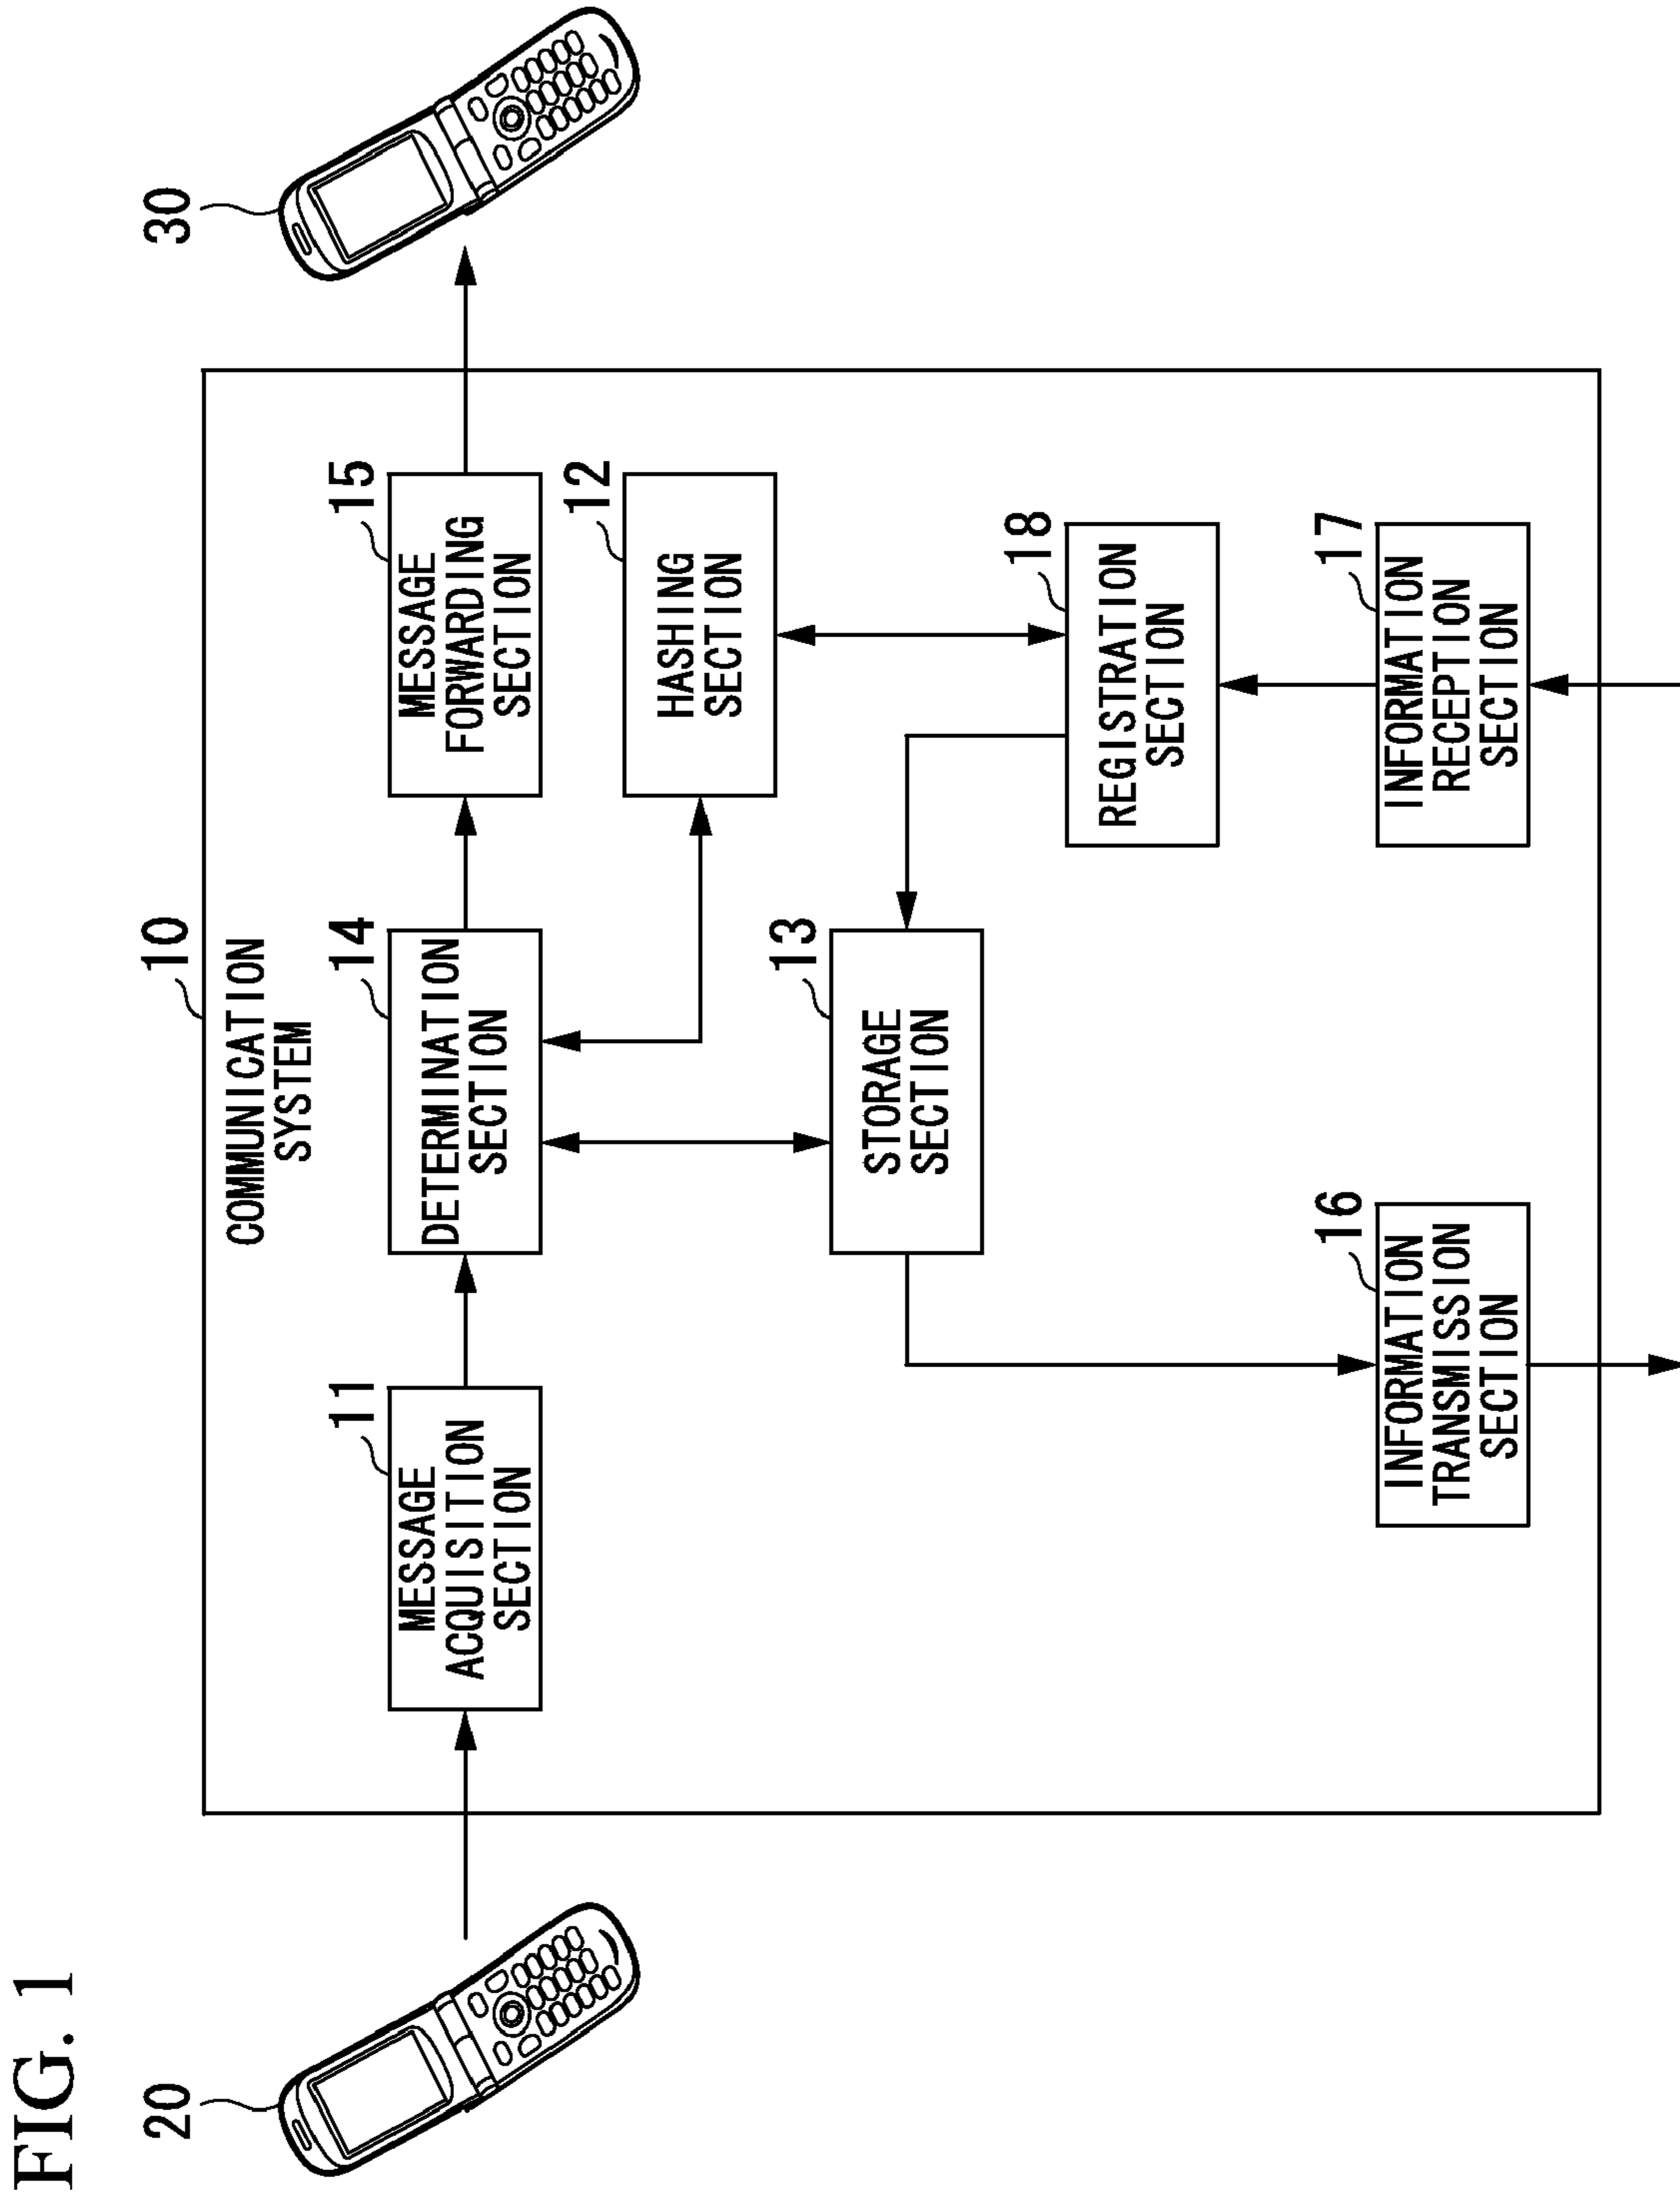 FIG. 1
10
COMMUNICATION
SYSTEM
20
30
11
MESSAGE
ACQUISITION
SECTION
14
DETERMINATION
SECTION
15
MESSAGE
FORWARDING
SECTION
12
HASHING
SECTION
13
STORAGE
SECTION
18
REGISTRATION
SECTION
16
INFORMATION
TRANSMISSION
SECTION
17
INFORMATION
RECEPTION
SECTION